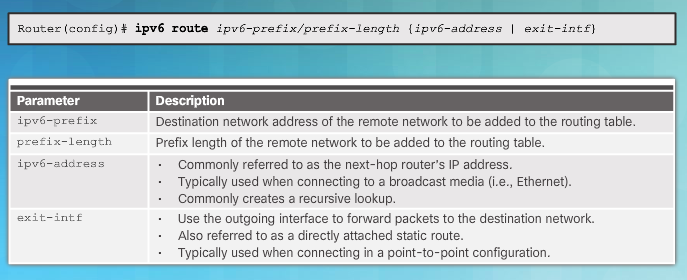 Router(config)# ipv6 route ipv6-prefix/prefix-length {ipv6-address | exit-intf}
Parameter Description
ipv6-prefix Destination network address of the remote network to be added to the routing table.
prefix-length Prefix length of the remote network to be added to the routing table.
ipv6-address • Commonly referred to as the next-hop router's IP address.
• Typically used when connecting to a broadcast media (i.e., Ethernet).
• Commonly creates a recursive lookup.
exit-intf • Use the outgoing interface to forward packets to the destination network.
• Also referred to as a directly attached static route.
• Typically used when connecting in a point-to-point configuration.